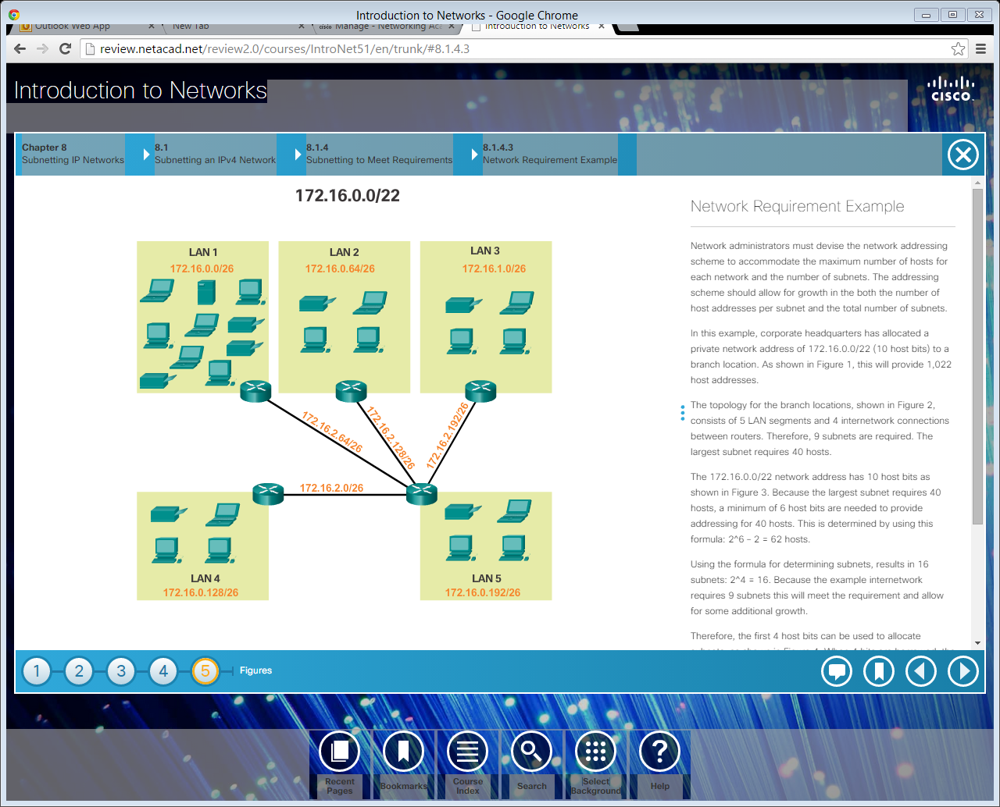 Introduction to Networks - Google Chrome
Outlook Web App
New Tab
Manage - Networking Aca
Introduction to Networks
review.netacad.net/review2.0/courses/IntroNet51/en/trunk/#8.1.4.3
Introduction to Networks
CISCO
Chapter 8
Subnetting IP Networks
8.1
Subnetting an IPv4 Network
8.1.4
Subnetting to Meet Requirements
8.1.4.3
Network Requirement Example
172.16.0.0/22
LAN 1
172.16.0.0/26
LAN 2
172.16.0.64/26
LAN 3
172.16.1.0/26
172.16.2.64/26
172.16.2.128/26
172.16.2.192/26
172.16.2.0/26
LAN 4
172.16.0.128/26
LAN 5
172.16.0.192/26
Network Requirement Example
Network administrators must devise the network addressing
scheme to accommodate the maximum number of hosts for
each network and the number of subnets. The addressing
scheme should allow for growth in the both the number of
host addresses per subnet and the total number of subnets.
In this example, corporate headquarters has allocated a
private network address of 172.16.0.0/22 (10 host bits) to a
branch location. As shown in Figure 1, this will provide 1,022
host addresses.
The topology for the branch locations, shown in Figure 2,
consists of 5 LAN segments and 4 internetwork connections
between routers. Therefore, 9 subnets are required. The
largest subnet requires 40 hosts.
The 172.16.0.0/22 network address has 10 host bits as
shown in Figure 3. Because the largest subnet requires 40
hosts, a minimum of 6 host bits are needed to provide
addressing for 40 hosts. This is determined by using this
formula: 2^6 – 2 = 62 hosts.
Using the formula for determining subnets, results in 16
subnets: 2^4 = 16. Because the example internetwork
requires 9 subnets this will meet the requirement and allow
for some additional growth.
Therefore, the first 4 host bits can be used to allocate
1 2 3 4 5 Figures
Recent
Pages
Bookmarks
Course
Index
Search
Select
Background
Help